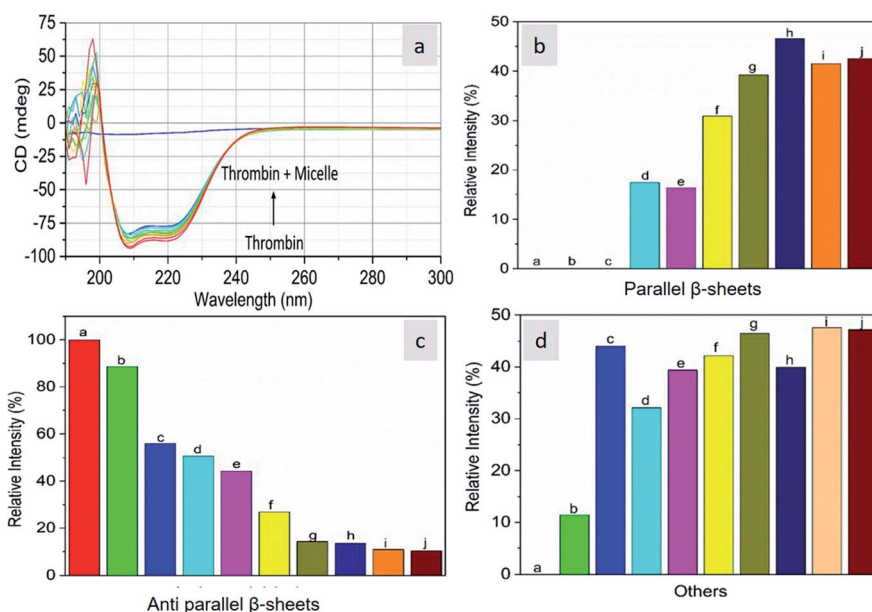 a
75
50
25
0
-25
-50
-75
-100
CD (mdeg)
Thrombin + Micelle
Thrombin
200 220 240 260 280 300
Wavelength (nm)
b
50
40
30
20
10
0
Relative Intensity (%)
a b c d e f g h i j
Parallel β-sheets
c
100
80
60
40
20
0
Relative Intensity (%)
a b c d e f g h i j
Anti parallel β-sheets
d
50
40
30
20
10
0
Relative Intensity (%)
a b c d e f g h i j
Others